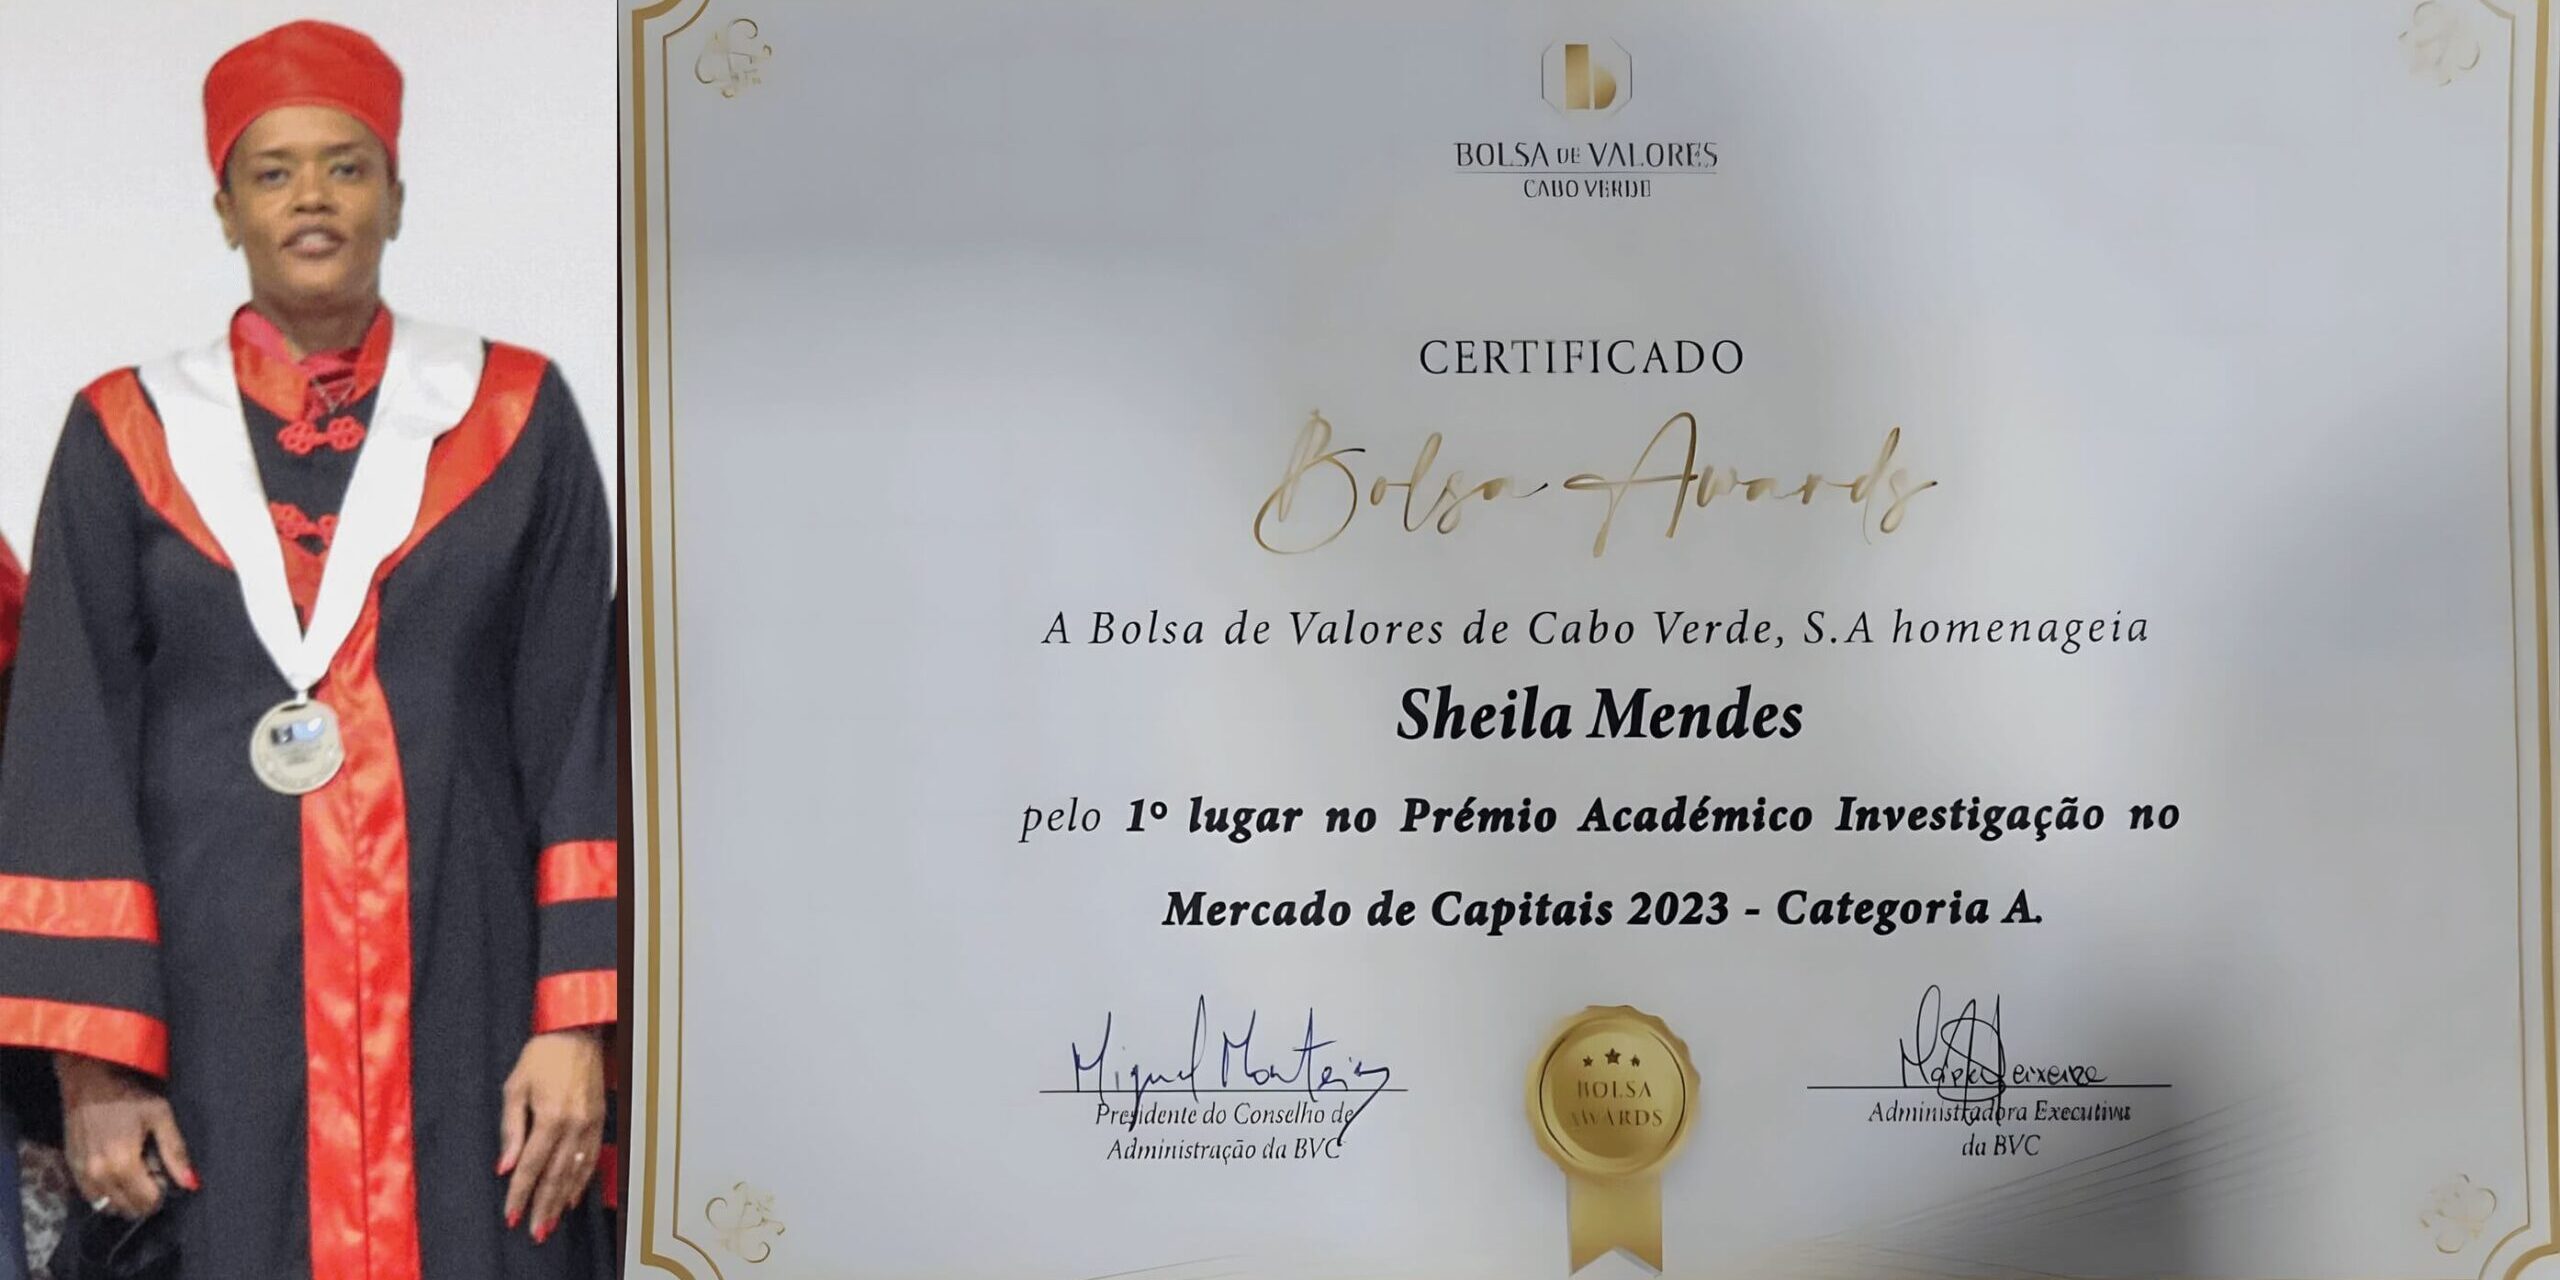 BOLSA DE VALORES
CABO VERDE
CERTIFICADO
Bolsa Awards
A Bolsa de Valores de Cabo Verde, S.A homenageia
Sheila Mendes
pelo 1º lugar no Prémio Académico Investigação no
Mercado de Capitais 2023 - Categoria A.
Miguel Monteiro
Presidente do Conselho de
Administração da BVC
BOLSA
AWARDS
Teixeira
Administradora Executiva
da BVC